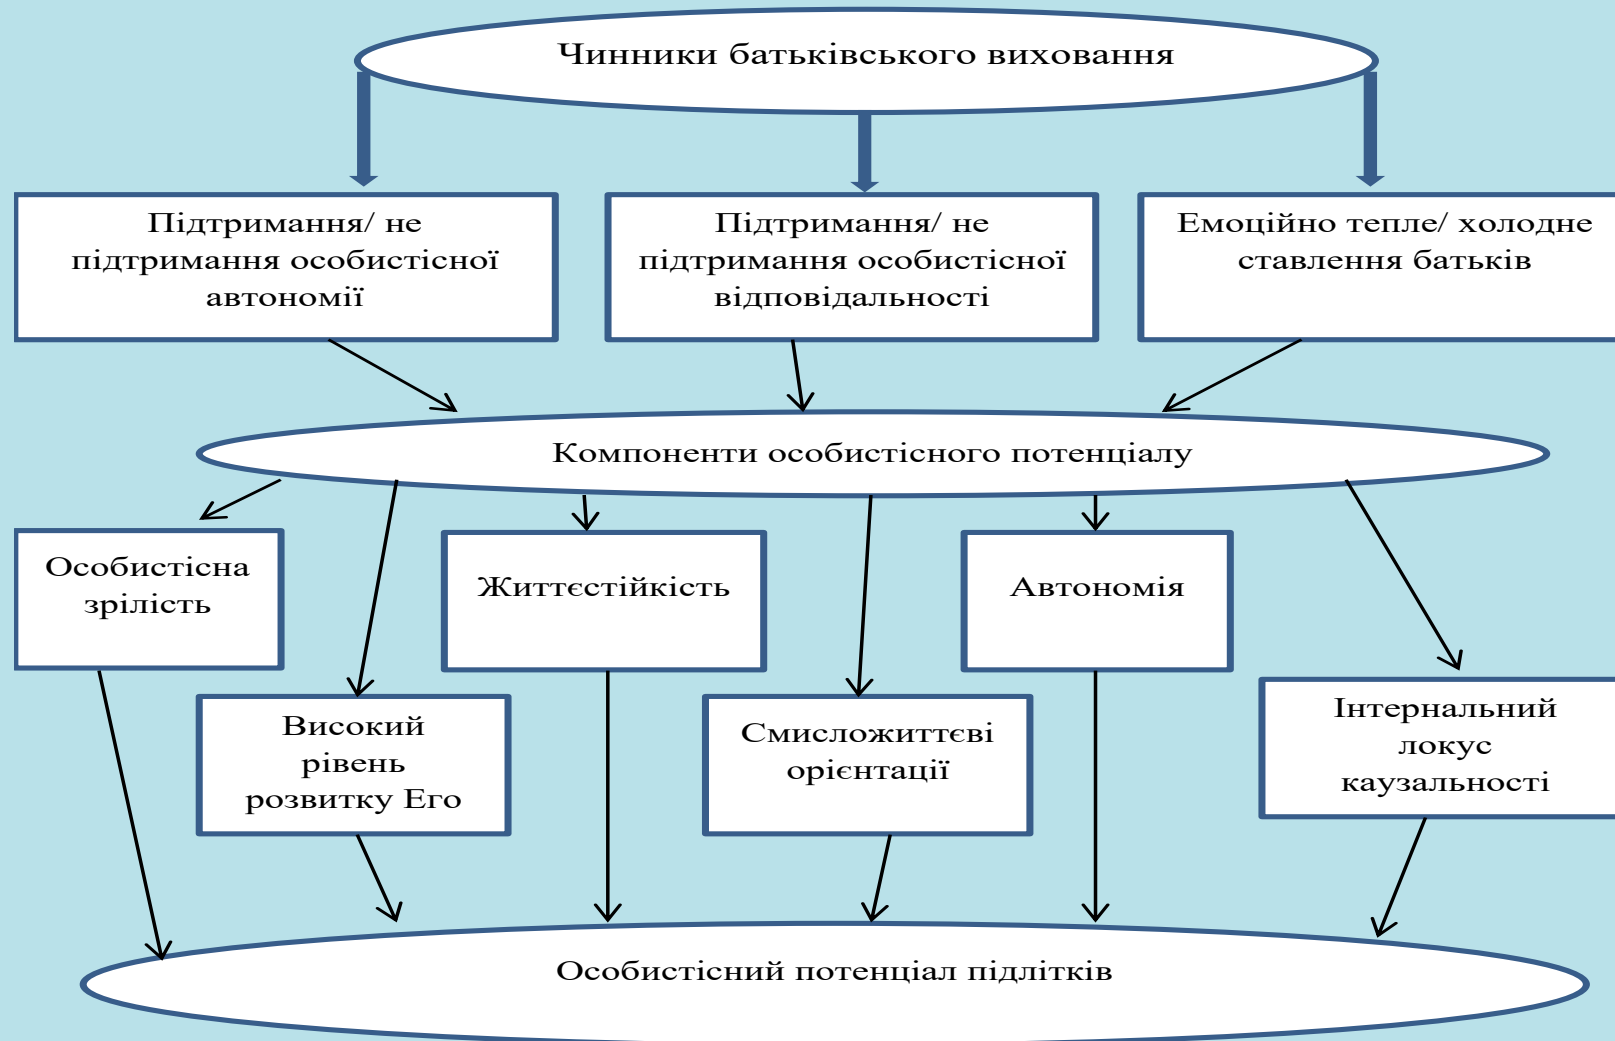 Чинники батьківського виховання
Підтримання/ не
підтримання особистісної
автономії
Підтримання/ не
підтримання особистісної
відповідальності
Емоційно тепле/ холодне
ставлення батьків
Компоненти особистісного потенціалу
Особистісна
зрілість
Життєстійкість
Автономія
Високий
рівень
розвитку Его
Смисложиттєві
орієнтації
Інтернальний
локус
каузальності
Особистісний потенціал підлітків